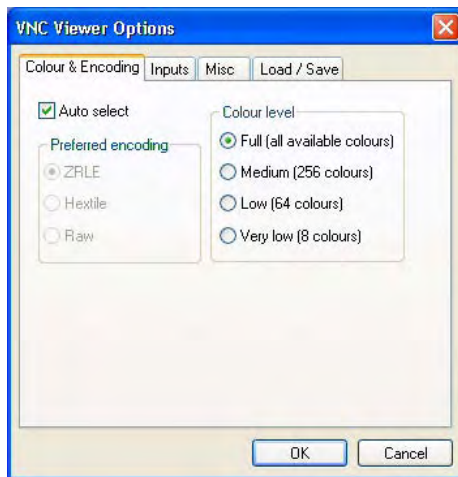 VNC Viewer Options
Colour & Encoding Inputs Misc Load / Save
Auto select
Preferred encoding
ZRLE
Hextile
Raw
Colour level
Full (all available colours)
Medium (256 colours)
Low (64 colours)
Very low (8 colours)
OK Cancel